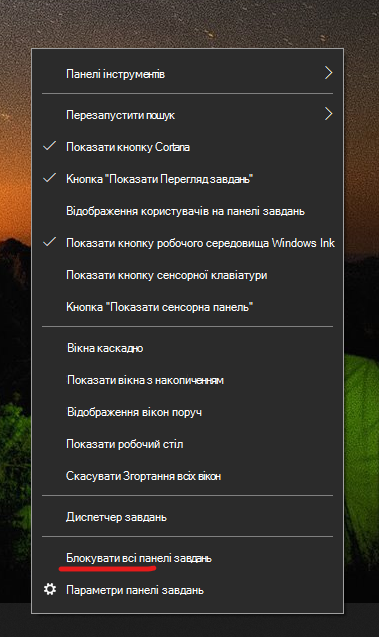 Панелі інструментів
Перезапустити пошук
Показати кнопку Cortana
Кнопка "Показати Перегляд завдань"
Відображення користувачів на панелі завдань
Показати кнопку робочого середовища Windows Ink
Показати кнопку сенсорної клавіатури
Кнопка "Показати сенсорна панель"
Вікна каскадно
Показати вікна з накопиченням
Відображення вікон поруч
Показати робочий стіл
Скасувати Згортання всіх вікон
Диспетчер завдань
Блокувати всі панелі завдань
Параметри панелі завдань